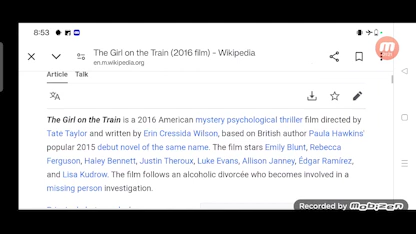 8:53
The Girl on the Train (2016 film) – Wikipedia
en.m.wikipedia.org
Article Talk
The Girl on the Train is a 2016 American mystery psychological thriller film directed by
Tate Taylor and written by Erin Cressida Wilson, based on British author Paula Hawkins'
popular 2015 debut novel of the same name. The film stars Emily Blunt, Rebecca
Ferguson, Haley Bennett, Justin Theroux, Luke Evans, Allison Janney, Édgar Ramírez,
and Lisa Kudrow. The film follows an alcoholic divorcée who becomes involved in a
missing person investigation.
Recorded by Mobizen